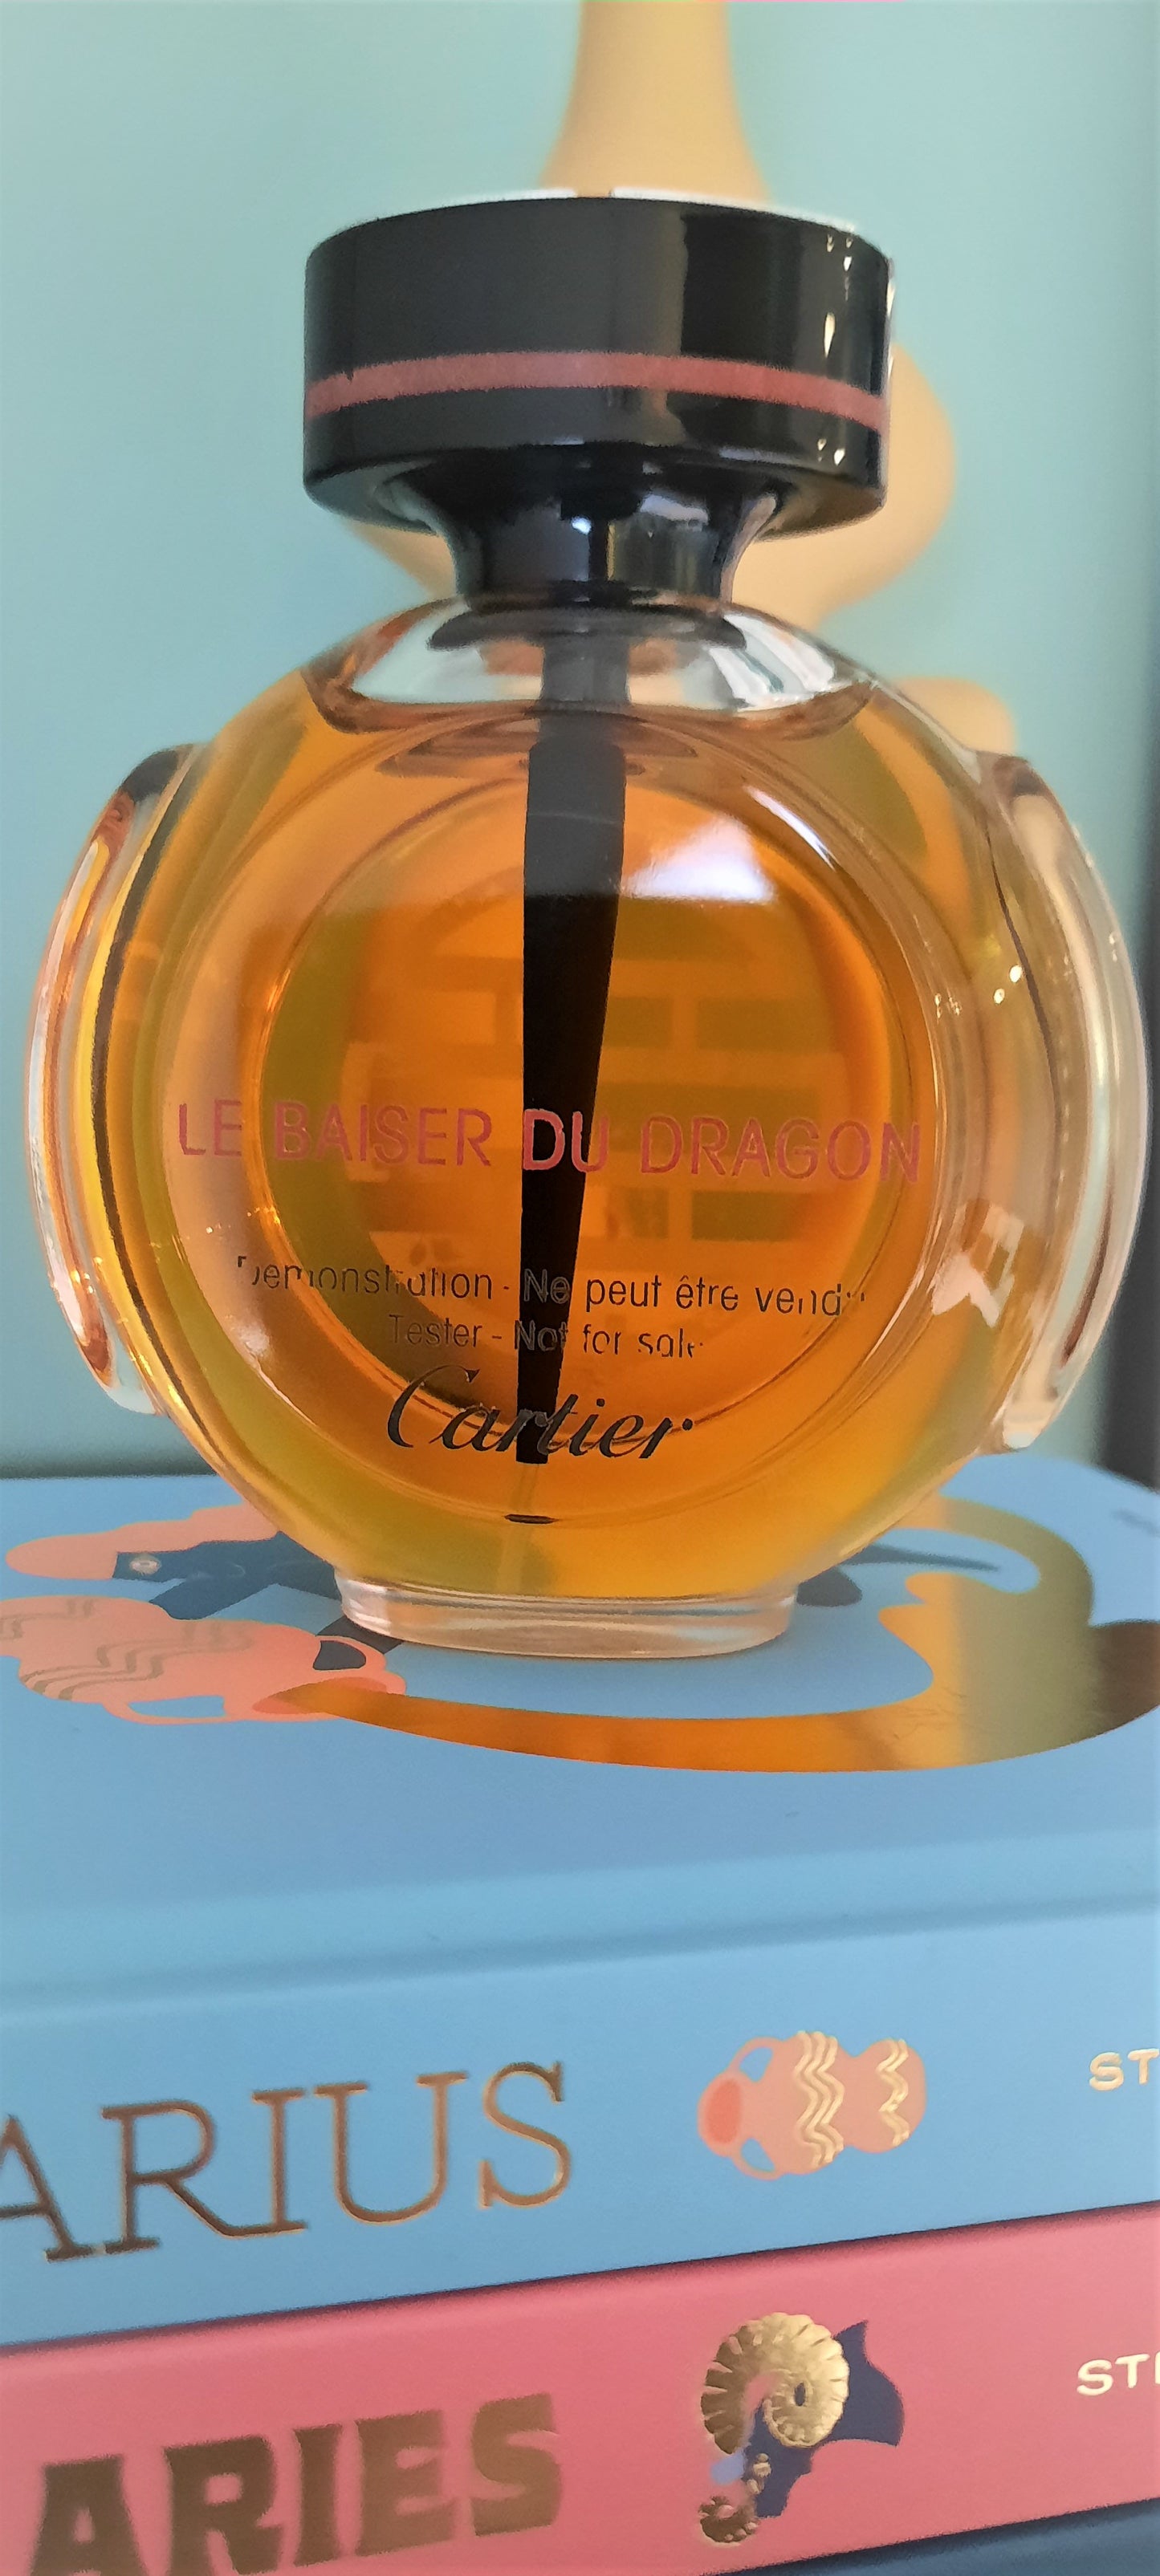 LE BAISER DU DRAGON
Demonstration - Ne peut être vendu
Tester - Not for sale
Cartier
ARIUS
ST
ARIES
ST